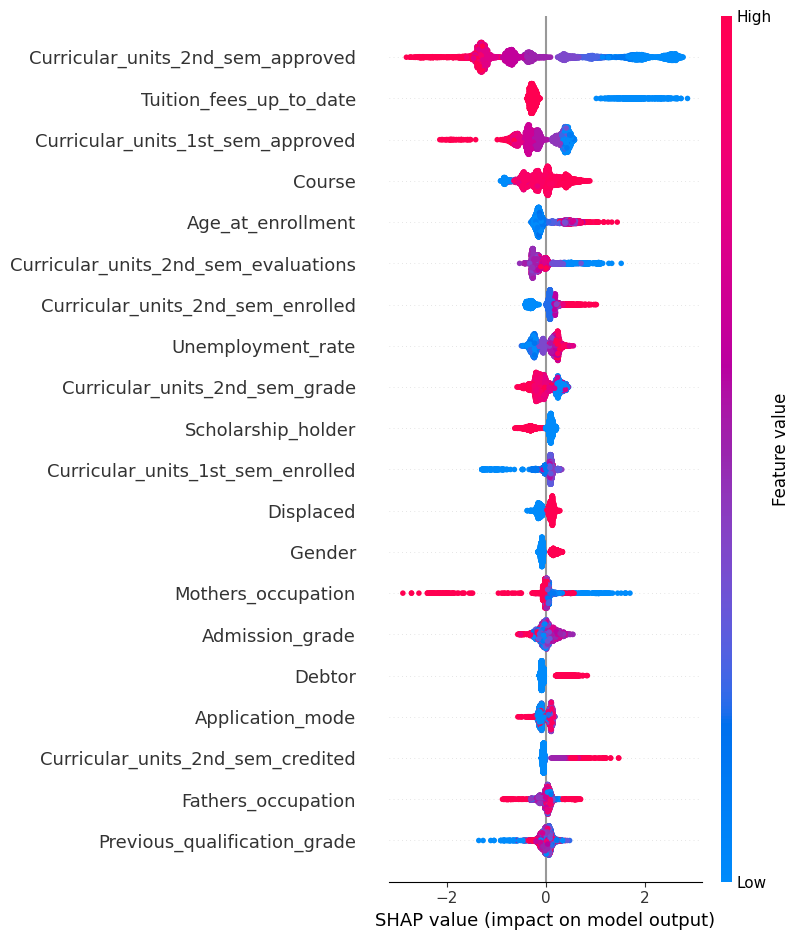 High
Curricular_units_2nd_sem_approved
Tuition_fees_up_to_date
Curricular_units_1st_sem_approved
Course
Age_at_enrollment
Curricular_units_2nd_sem_evaluations
Curricular_units_2nd_sem_enrolled
Unemployment_rate
Curricular_units_2nd_sem_grade
Scholarship_holder
Curricular_units_1st_sem_enrolled
Displaced
Gender
Mothers_occupation
Admission_grade
Debtor
Application_mode
Curricular_units_2nd_sem_credited
Fathers_occupation
Previous_qualification_grade
Feature value
Low
−2 0 2
SHAP value (impact on model output)